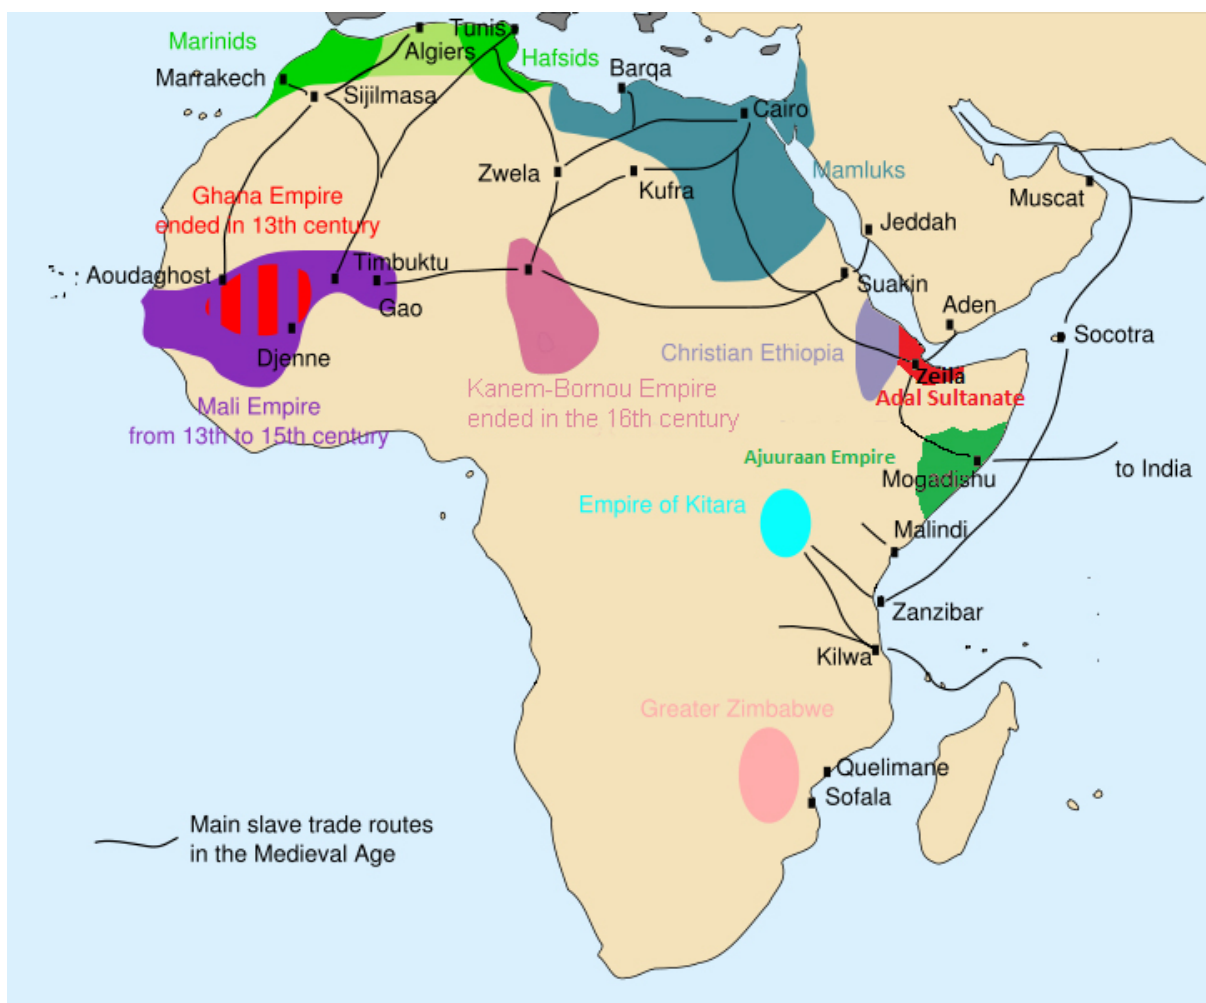 Tunis
Marinids
Algiers
Hafsids
Marrakech
Barqa
Sijilmasa
Cairo
Zwela
Mamluks
Kufra
Muscat
Ghana Empire
ended in 13th century
Jeddah
Aoudaghost
Timbuktu
Suakin
Gao
Aden
Socotra
Djenne
Christian Ethiopia
Zeila
Kanem-Bornou Empire
ended in the 16th century
Adal Sultanate
Mali Empire
from 13th to 15th century
Ajuuraan Empire
to India
Mogadishu
Empire of Kitara
Malindi
Zanzibar
Kilwa
Greater Zimbabwe
Quelimane
Sofala
Main slave trade routes
in the Medieval Age